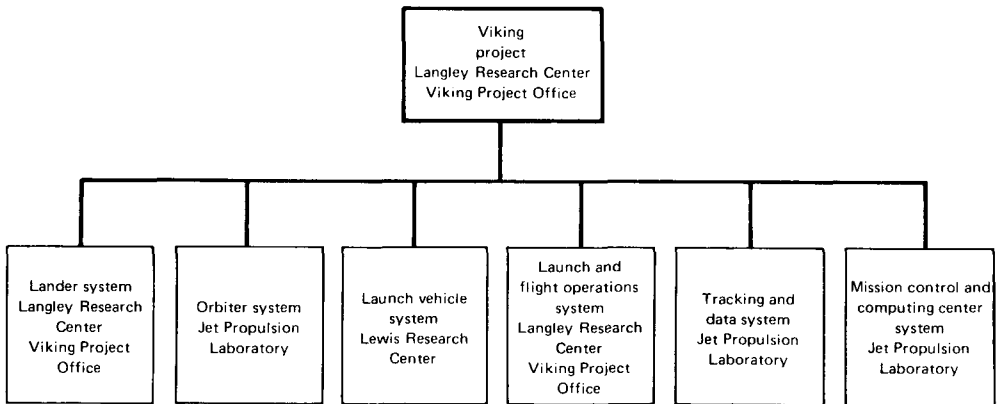 Viking
project
Langley Research Center
Viking Project Office
Lander system
Langley Research
Center
Viking Project
Office
Orbiter system
Jet Propulsion
Laboratory
Launch vehicle
system
Lewis Research
Center
Launch and
flight operations
system
Langley Research
Center
Viking Project
Office
Tracking and
data system
Jet Propulsion
Laboratory
Mission control and
computing center
system
Jet Propulsion
Laboratory